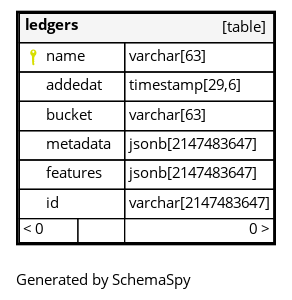 ledgers [table]
name varchar[63]
addedat timestamp[29,6]
bucket varchar[63]
metadata jsonb[2147483647]
features jsonb[2147483647]
id varchar[2147483647]
< 0 0 >
Generated by SchemaSpy